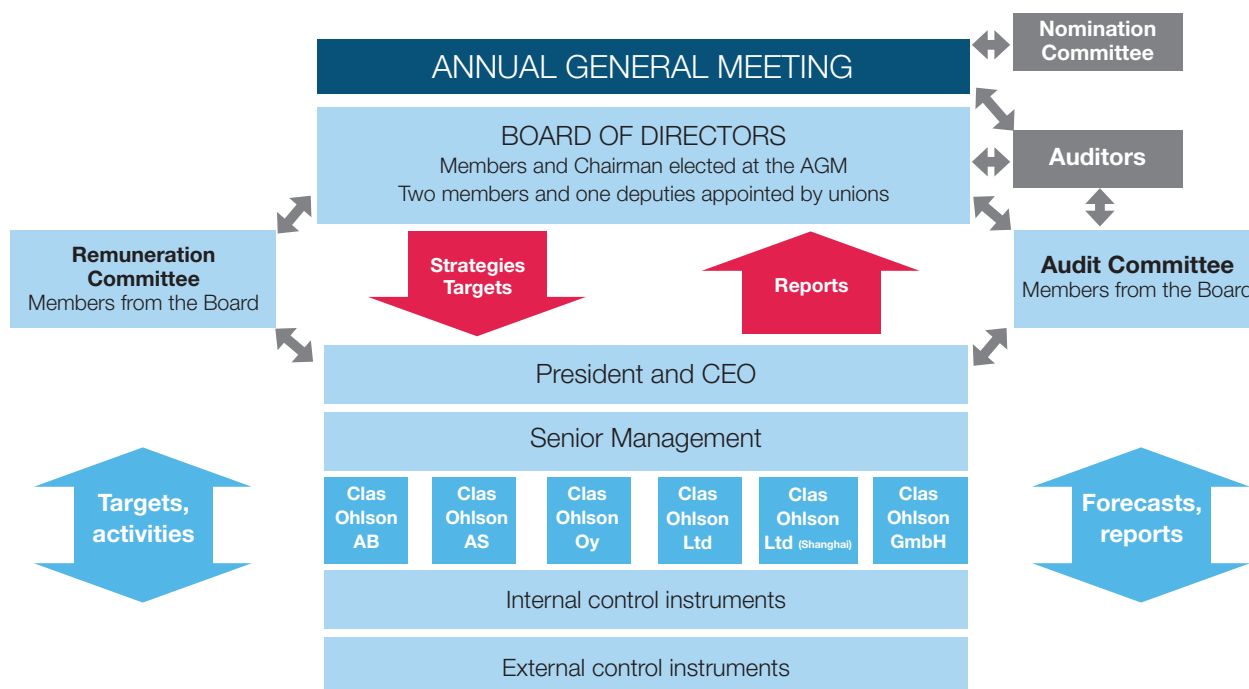 Nomination
Committee
ANNUAL GENERAL MEETING
BOARD OF DIRECTORS
Members and Chairman elected at the AGM
Two members and one deputies appointed by unions
Auditors
Remuneration
Committee
Members from the Board
Strategies
Targets
Reports
Audit Committee
Members from the Board
President and CEO
Senior Management
Targets,
activities
Clas
Ohlson
AB
Clas
Ohlson
AS
Clas
Ohlson
Oy
Clas
Ohlson
Ltd
Clas
Ohlson
Ltd (Shanghai)
Clas
Ohlson
GmbH
Forecasts,
reports
Internal control instruments
External control instruments